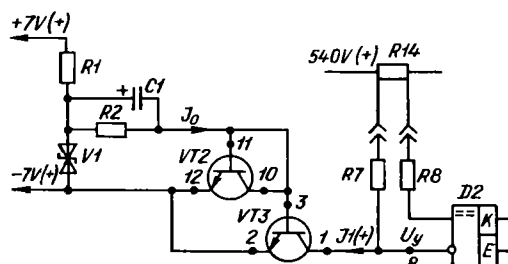 +7V(+)
540V(+) R14
R1
C1
+
R2
J₀
V1
11
VT2
12 10
-7V(+)
R7 R8
D2
3
VT3
== K
2 1 J1(+) Uy
E